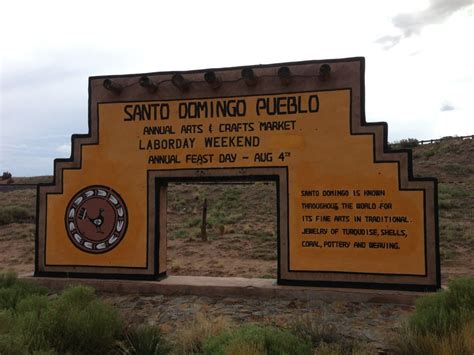 SANTO DOMINGO PUEBLO
ANNUAL ARTS & CRAFTS MARKET
LABORDAY WEEKEND
ANNUAL FEAST DAY - AUG 4TH
SANTO DOMINGO IS KNOWN
THROUGHOUT THE WORLD FOR
ITS FINE ARTS IN TRADITIONAL
JEWELRY OF TURQUOISE, SHELLS,
CORAL, POTTERY AND WEAVING.